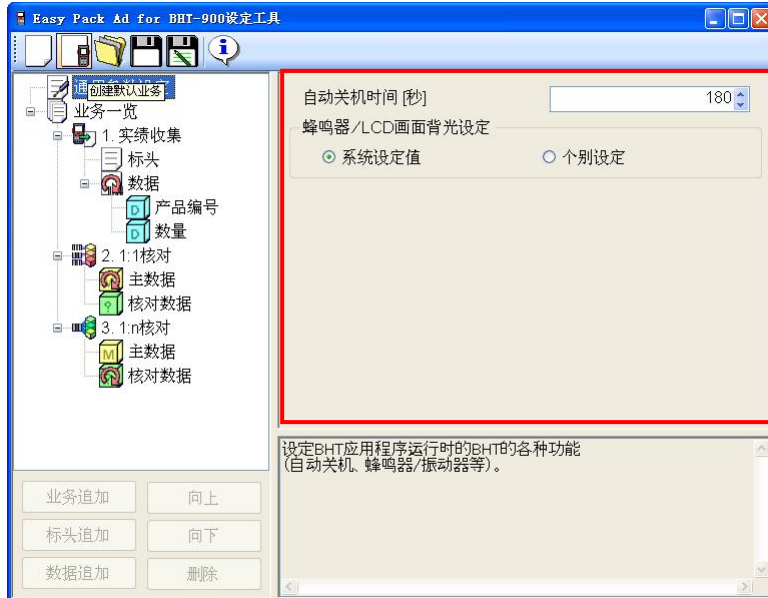 Easy Pack Ad for BHT-900设定工具
通用参数设定
创建默认业务
业务一览
1. 实绩收集
标头
数据
产品编号
数量
2. 1:1核对
主数据
核对数据
3. 1:n核对
主数据
核对数据
业务追加
向上
标头追加
向下
数据追加
删除
自动关机时间 [秒]
180
蜂鸣器/LCD画面背光设定
系统设定值
个别设定
设定BHT应用程序运行时的BHT的各种功能
(自动关机、蜂鸣器/振动器等)。